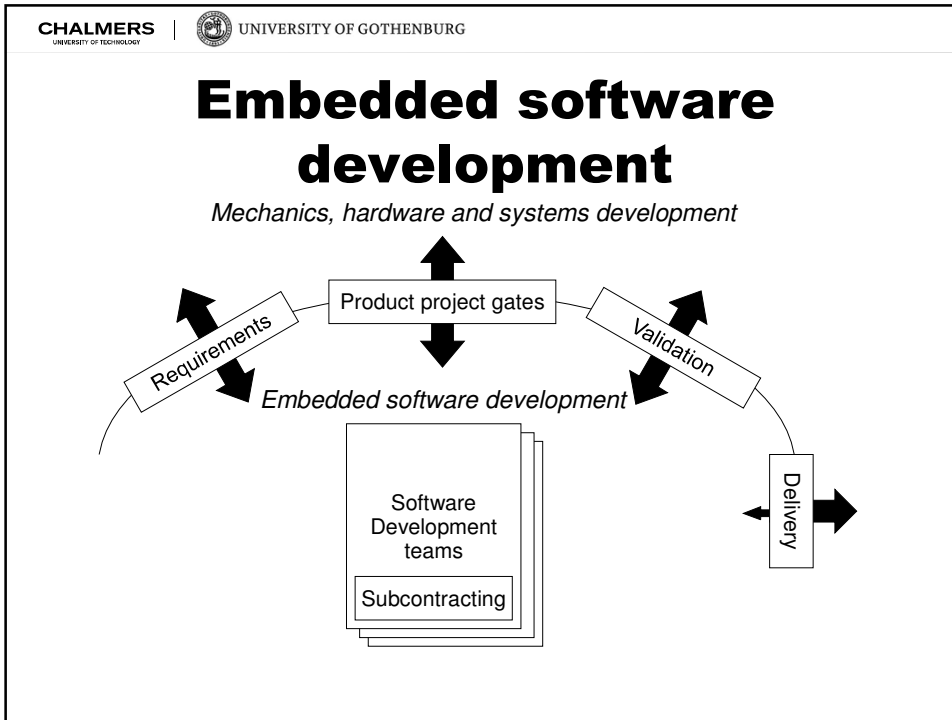 CHALMERS
UNIVERSITY OF TECHNOLOGY
UNIVERSITY OF GOTHENBURG
Embedded software
development
Mechanics, hardware and systems development
Product project gates
Requirements
Validation
Embedded software development
Delivery
Software
Development
teams
Subcontracting